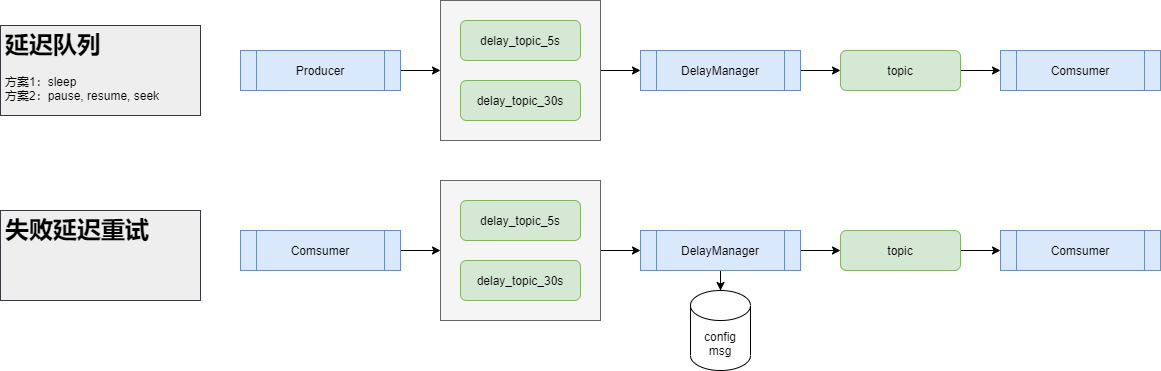 延迟队列
方案1：sleep
方案2：pause, resume, seek
Producer
delay_topic_5s
delay_topic_30s
DelayManager
topic
Comsumer
失败延迟重试
Comsumer
delay_topic_5s
delay_topic_30s
DelayManager
topic
Comsumer
config
msg